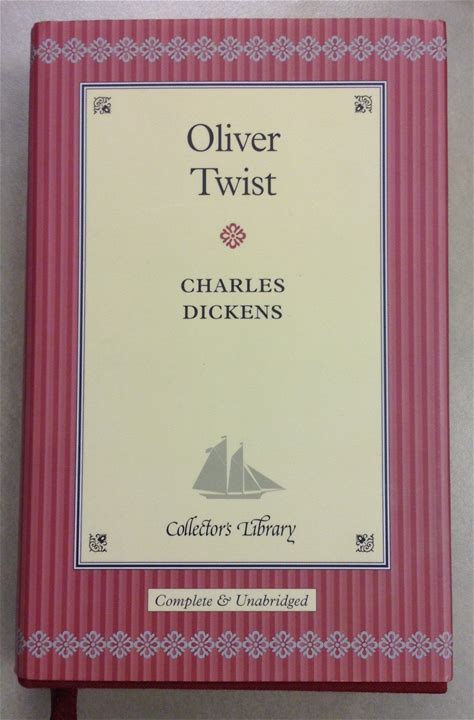 Oliver
Twist
CHARLES
DICKENS
Collector's Library
Complete & Unabridged